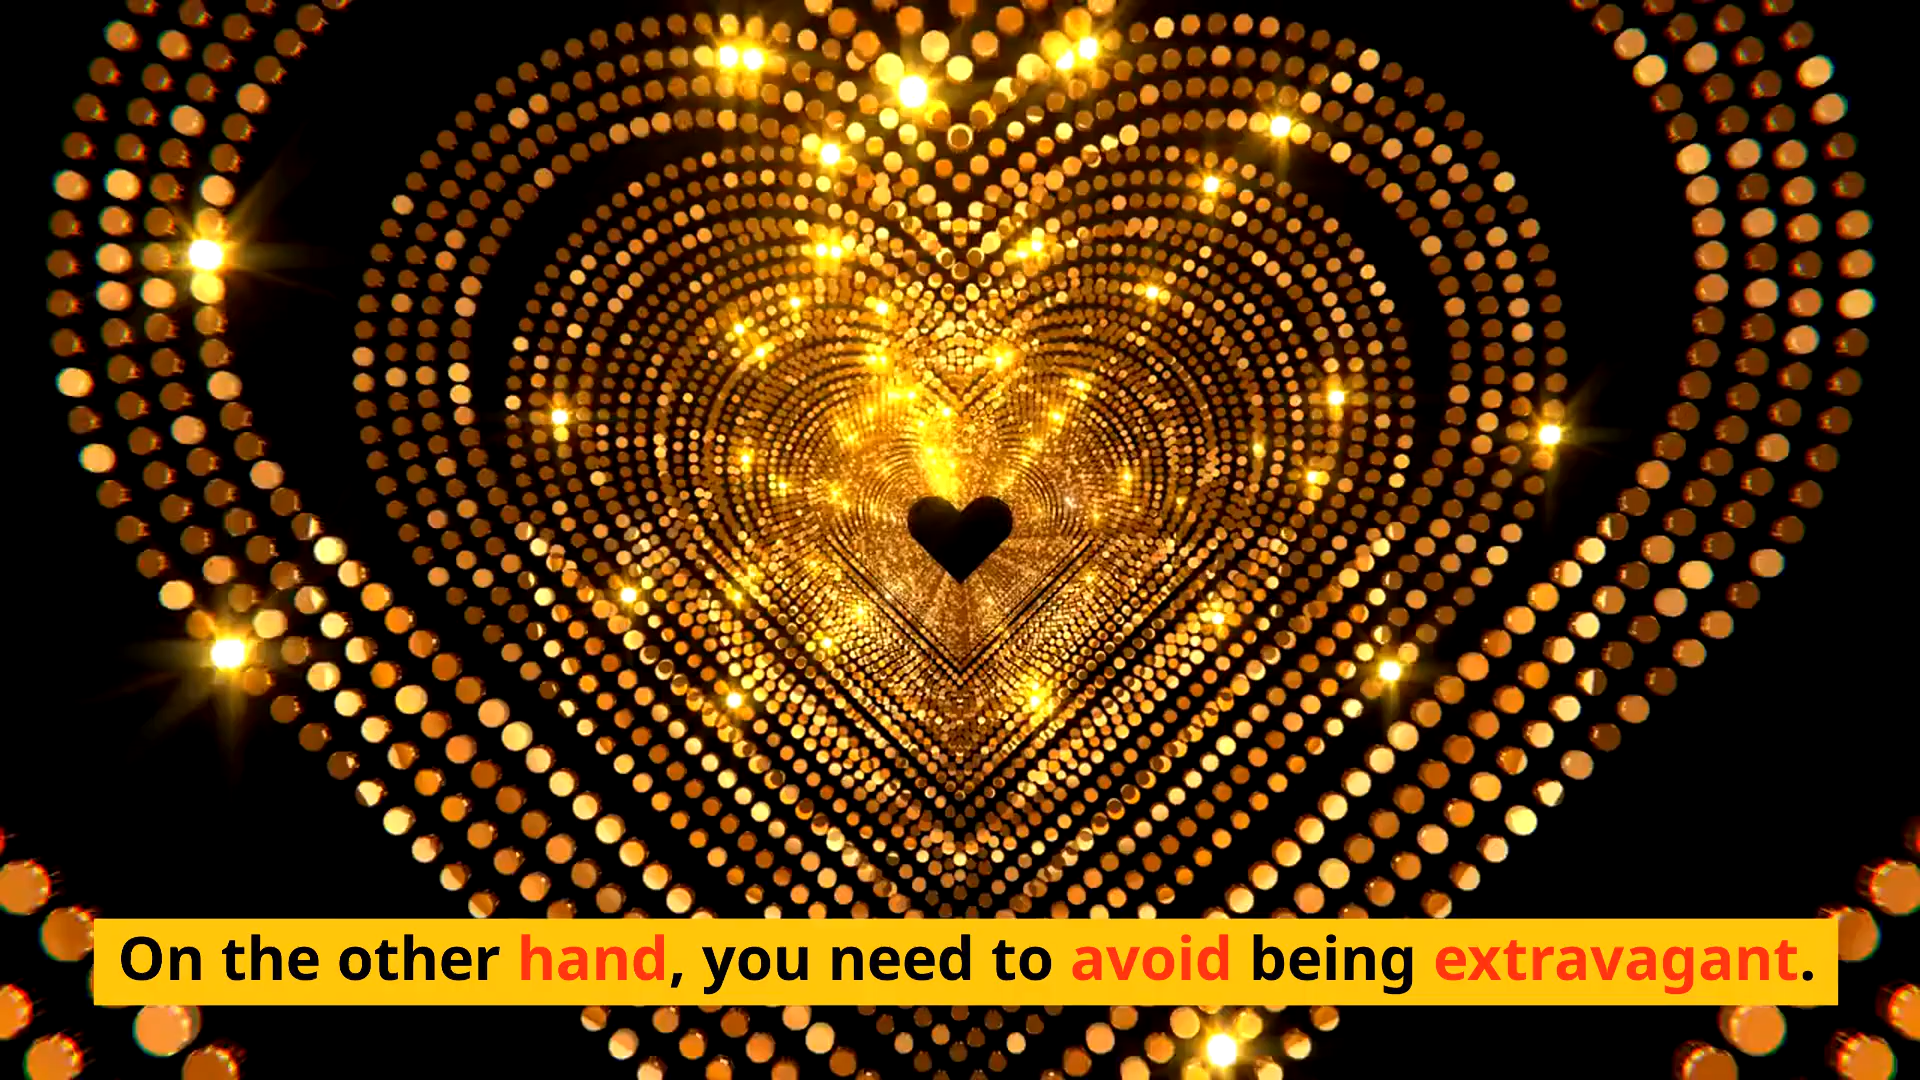 On the other hand, you need to avoid being extravagant.